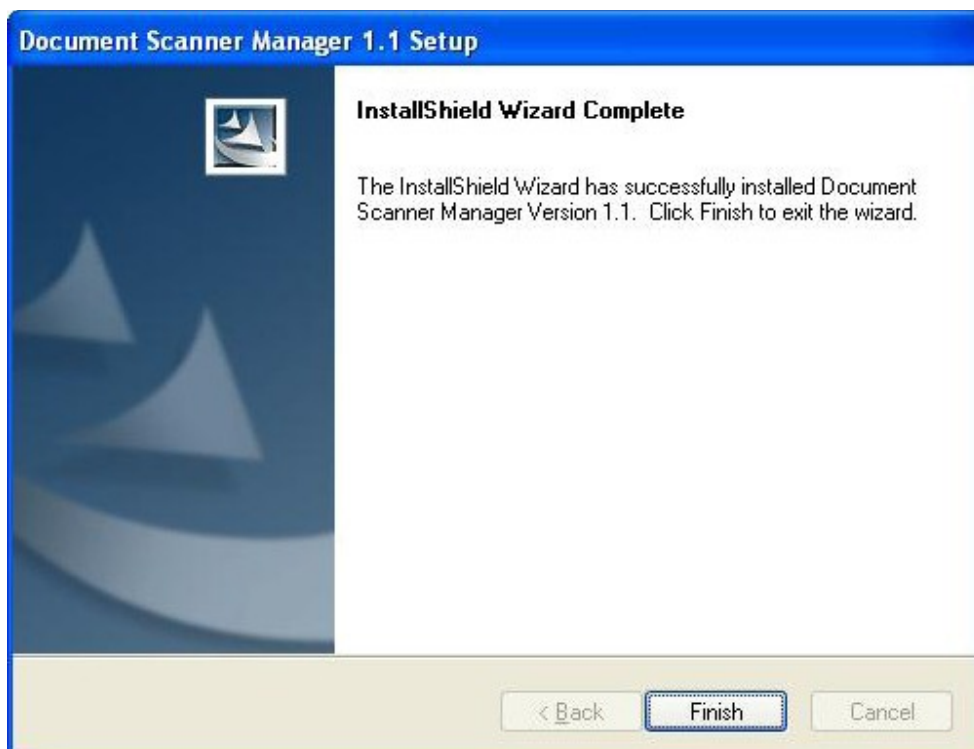 Document Scanner Manager 1.1 Setup
InstallShield Wizard Complete
The InstallShield Wizard has successfully installed Document
Scanner Manager Version 1.1.  Click Finish to exit the wizard.
< Back
Finish
Cancel